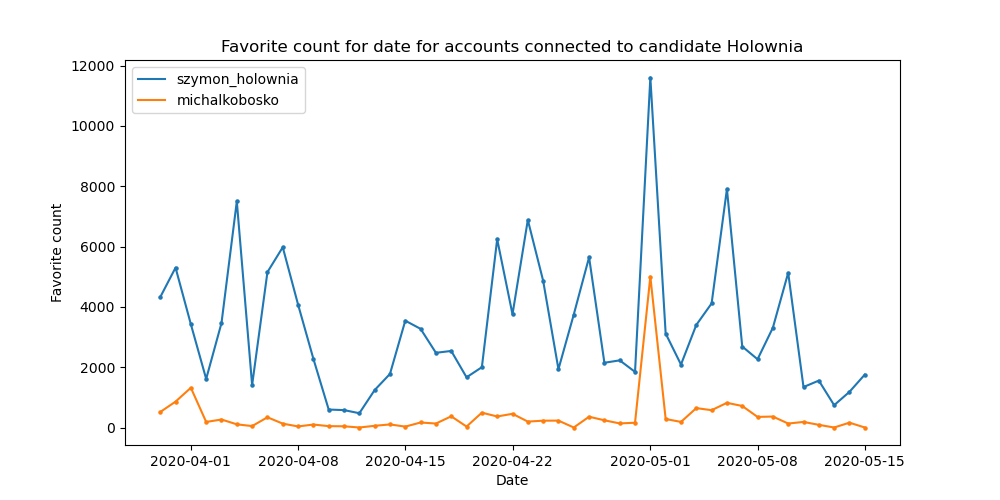 Favorite count for date for accounts connected to candidate Holownia
szymon_holownia
michalkobosko
Favorite count
12000
10000
8000
6000
4000
2000
0
2020-04-01 2020-04-08 2020-04-15 2020-04-22 2020-05-01 2020-05-08 2020-05-15
Date